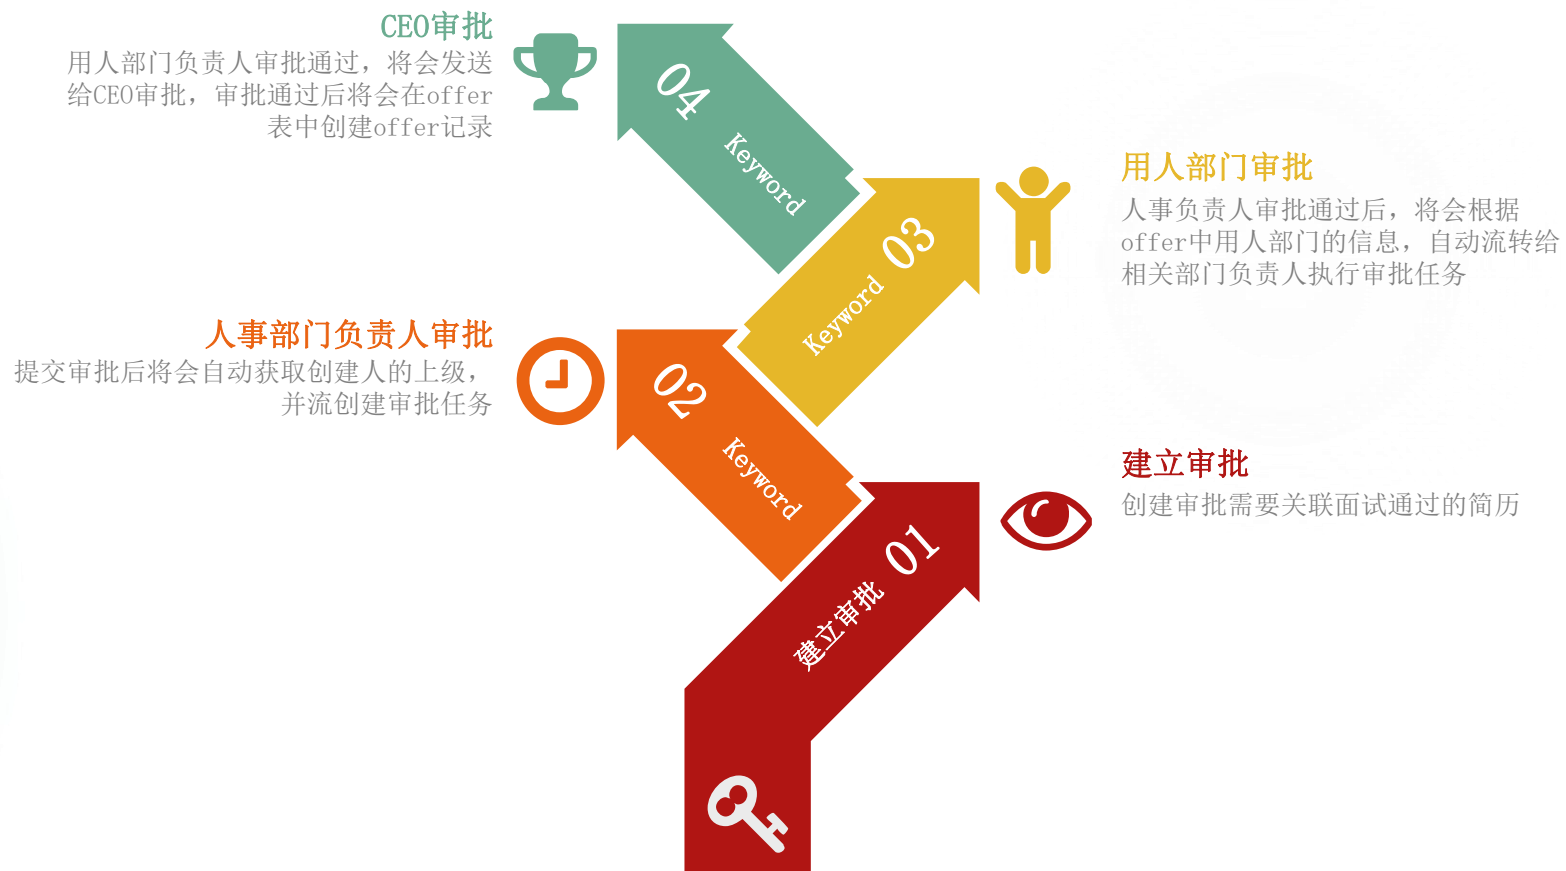 CEO审批
用人部门负责人审批通过，将会发送
给CEO审批，审批通过后将会在offer
表中创建offer记录
04
Keyword
用人部门审批
人事负责人审批通过后，将会根据
offer中用人部门的信息，自动流转给
相关部门负责人执行审批任务
03
Keyword
人事部门负责人审批
提交审批后将会自动获取创建人的上级，
并流创建审批任务
02
Keyword
建立审批
创建审批需要关联面试通过的简历
01
建立审批